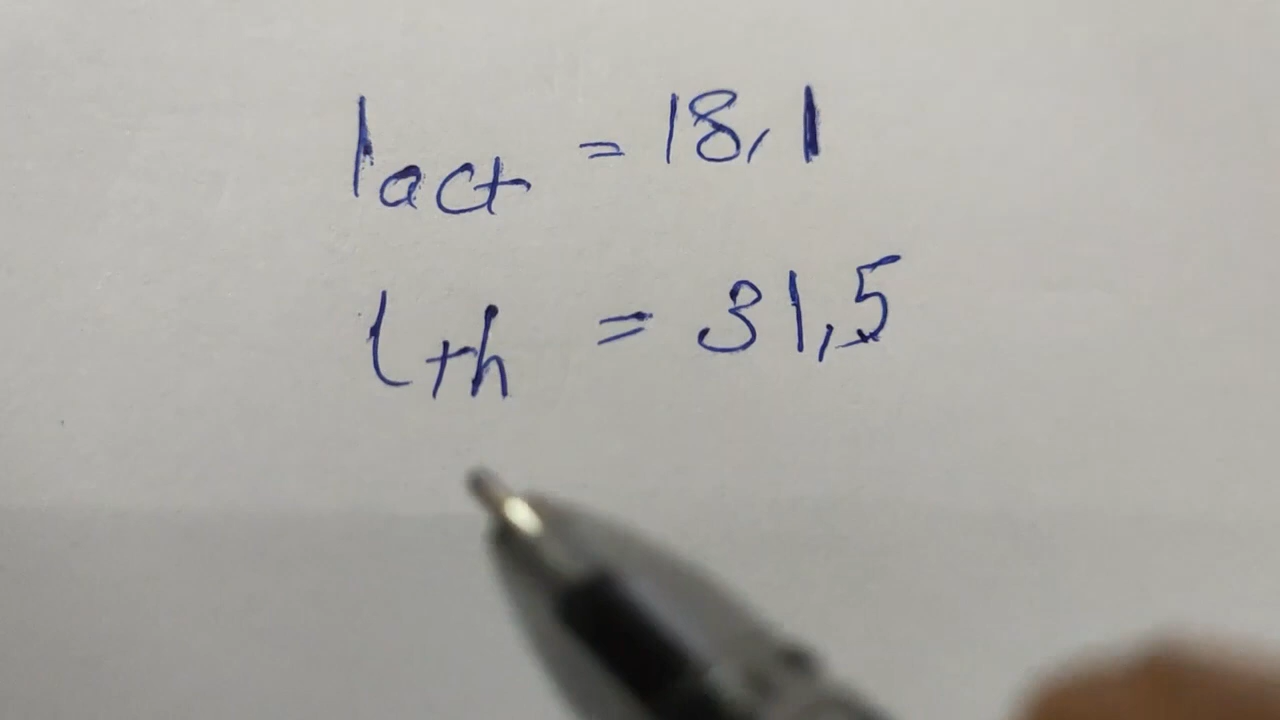 lact = 18,1
lth = 31,5